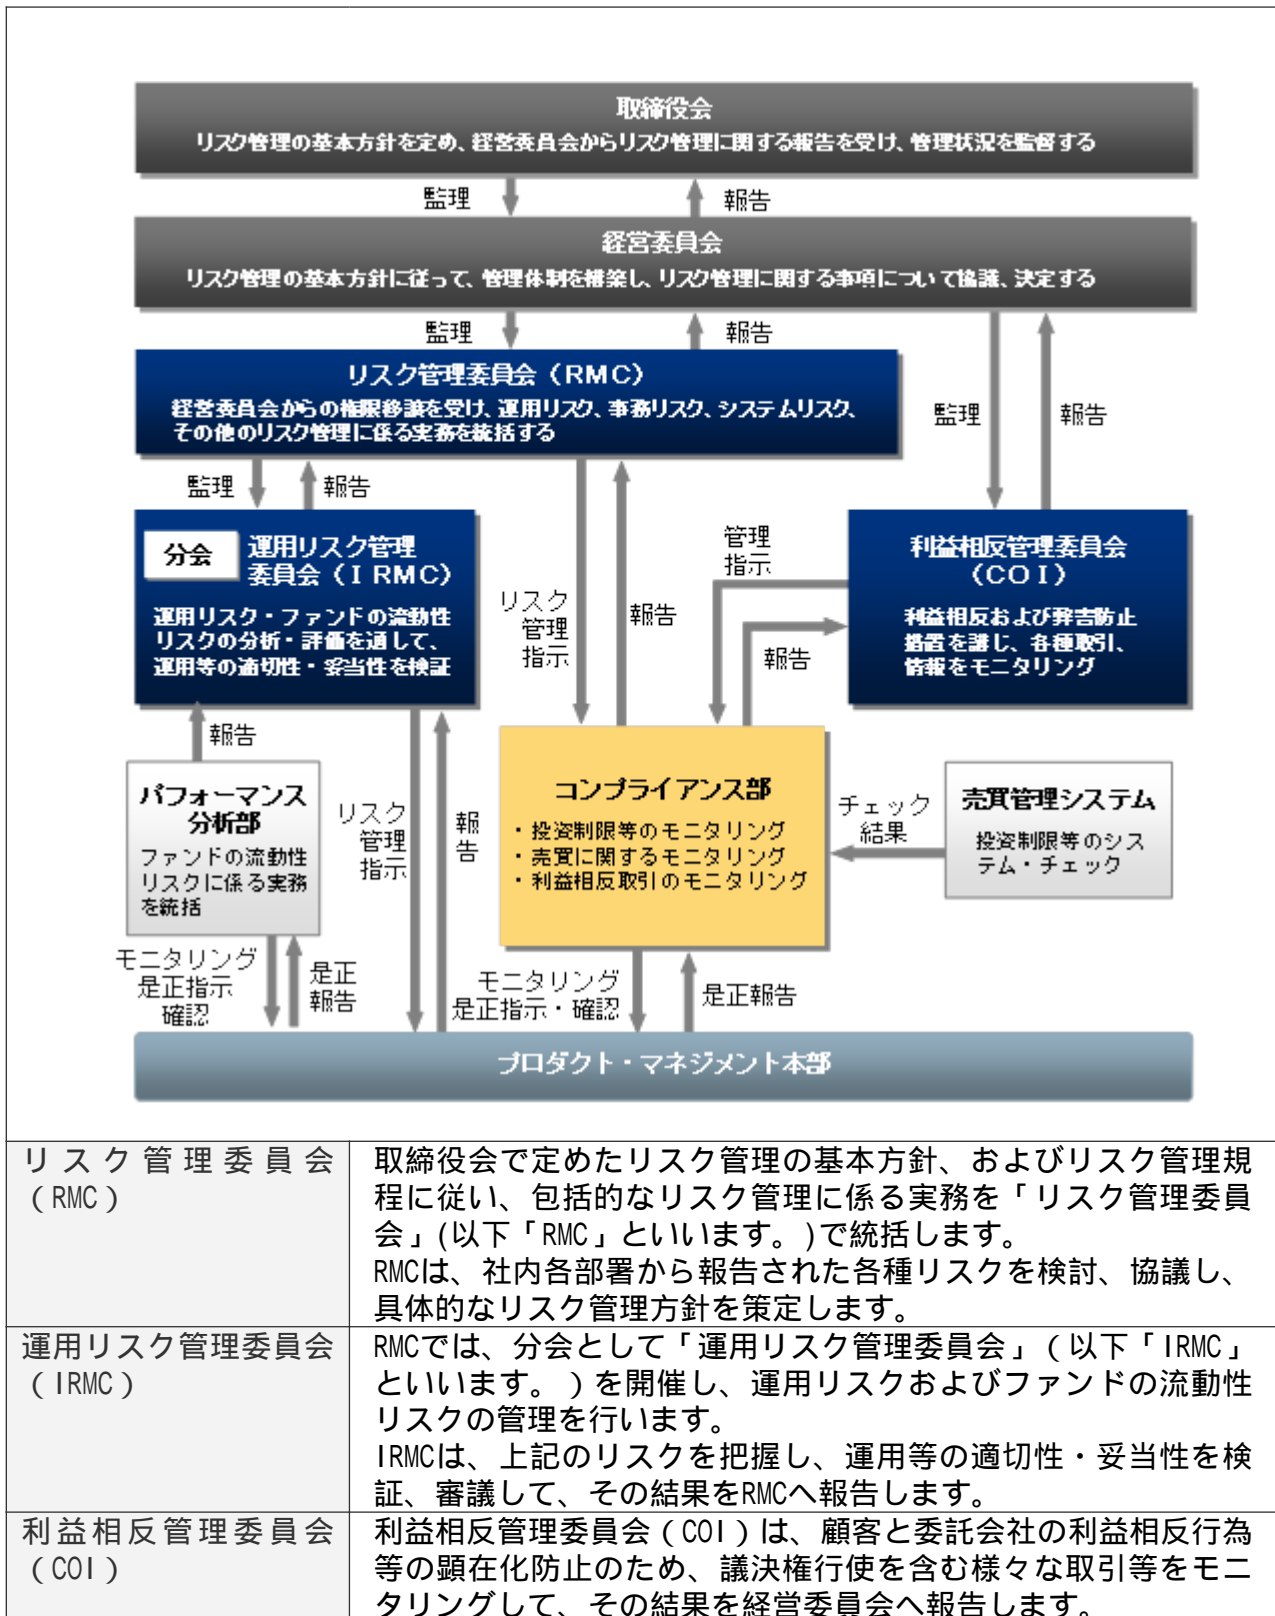 取締役会
リスク管理の基本方針を定め、経営委員会からリスク管理に関する報告を受け、管理状況を監督する
監理
報告
経営委員会
リスク管理の基本方針に従って、管理体制を構築し、リスク管理に関する事項について協議、決定する
監理
報告
リスク管理委員会（RMC）
経営委員会からの権限移譲を受け、運用リスク、事務リスク、システムリスク、
その他のリスク管理に係る実務を統括する
監理
報告
監理
報告
分会
運用リスク管理
委員会（IRMC）
運用リスク・ファンドの流動性
リスクの分析・評価を通して、
運用等の適切性・妥当性を検証
リスク
管理
指示
報告
管理
指示
報告
利益相反管理委員会
（COI）
利益相反および弊害防止
措置を講じ、各種取引、
情報をモニタリング
報告
パフォーマンス
分析部
ファンドの流動性
リスクに係る実務
を統括
リスク
管理
指示
報
告
コンプライアンス部
・投資制限等のモニタリング
・売買に関するモニタリング
・利益相反取引のモニタリング
チェック
結果
売買管理システム
投資制限等のシス
テム・チェック
モニタリング
是正指示
確認
是正
報告
モニタリング
是正指示・確認
是正報告
プロダクト・マネジメント本部
リスク管理委員会
（RMC）
取締役会で定めたリスク管理の基本方針、およびリスク管理規
程に従い、包括的なリスク管理に係る実務を「リスク管理委員
会」(以下「RMC」といいます。)で統括します。
RMCは、社内各部署から報告された各種リスクを検討、協議し、
具体的なリスク管理方針を策定します。
運用リスク管理委員会
（IRMC）
RMCでは、分会として「運用リスク管理委員会」（以下「IRMC」
といいます。）を開催し、運用リスクおよびファンドの流動性
リスクの管理を行います。
IRMCは、上記のリスクを把握し、運用等の適切性・妥当性を検
証、審議して、その結果をRMCへ報告します。
利益相反管理委員会
（COI）
利益相反管理委員会（COI）は、顧客と委託会社の利益相反行為
等の顕在化防止のため、議決権行使を含む様々な取引等をモニ
タリングして、その結果を経営委員会へ報告します。